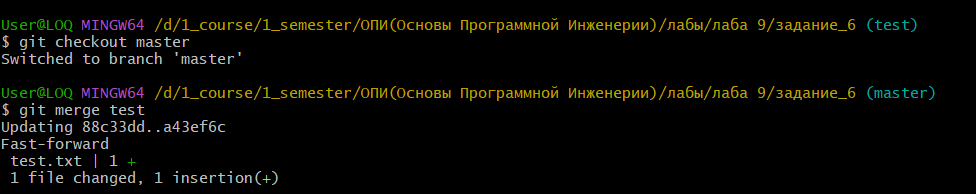 User@LOQ MINGW64 /d/1_course/1_semester/ОПИ(Основы Программной Инженерии)/лабы/лаба 9/задание_6 (test)
$ git checkout master
Switched to branch 'master'
User@LOQ MINGW64 /d/1_course/1_semester/ОПИ(Основы Программной Инженерии)/лабы/лаба 9/задание_6 (master)
$ git merge test
Updating 88c33dd..a43ef6c
Fast-forward
 test.txt | 1 +
 1 file changed, 1 insertion(+)